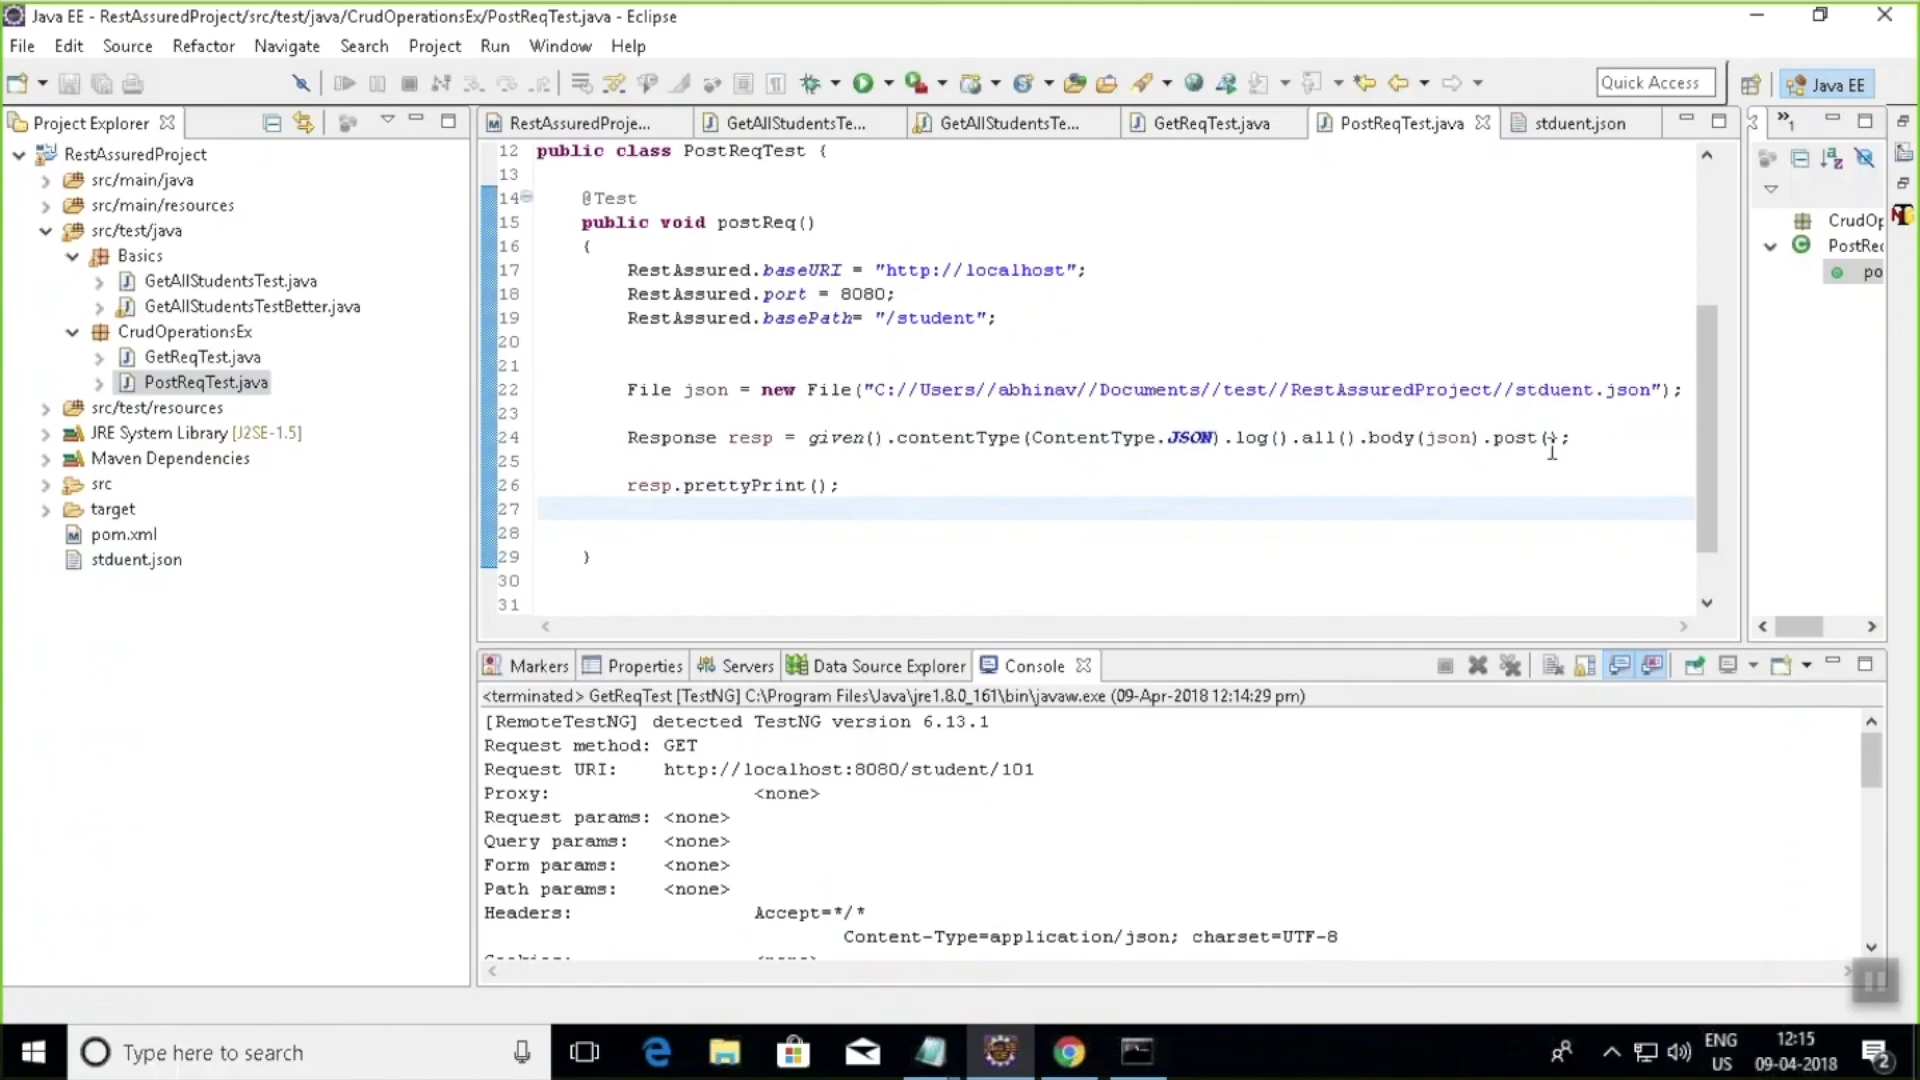 Java EE - RestAssuredProject/src/test/java/CrudOperationsEx/PostReqTest.java - Eclipse
File Edit Source Refactor Navigate Search Project Run Window Help
Quick Access
Java EE
Project Explorer
RestAssuredProje...
GetAllStudentsTe...
GetAllStudentsTe...
GetReqTest.java
PostReqTest.java
stduent.json
RestAssuredProject
src/main/java
src/main/resources
src/test/java
Basics
GetAllStudentsTest.java
GetAllStudentsTestBetter.java
CrudOperationsEx
GetReqTest.java
PostReqTest.java
src/test/resources
JRE System Library [J2SE-1.5]
Maven Dependencies
src
target
pom.xml
stduent.json
12 public class PostReqTest {
13
14 @Test
15 public void postReq()
16 {
17 RestAssured.baseURI = "http://localhost";
18 RestAssured.port = 8080;
19 RestAssured.basePath= "/student";
20
21
22 File json = new File("C://Users//abhinav//Documents//test//RestAssuredProject//stduent.json");
23
24 Response resp = given().contentType(ContentType.JSON).log().all().body(json).post();
25
26 resp.prettyPrint();
27
28
29 }
30
31
CrudOp
PostRec
po
Markers Properties Servers Data Source Explorer Console
<terminated> GetReqTest [TestNG] C:\Program Files\Java\jre1.8.0_161\bin\javaw.exe (09-Apr-2018 12:14:29 pm)
[RemoteTestNG] detected TestNG version 6.13.1
Request method: GET
Request URI: http://localhost:8080/student/101
Proxy: <none>
Request params: <none>
Query params: <none>
Form params: <none>
Path params: <none>
Headers: Accept=*/*
Content-Type=application/json; charset=UTF-8
Type here to search
ENG
US
12:15
09-04-2018
2